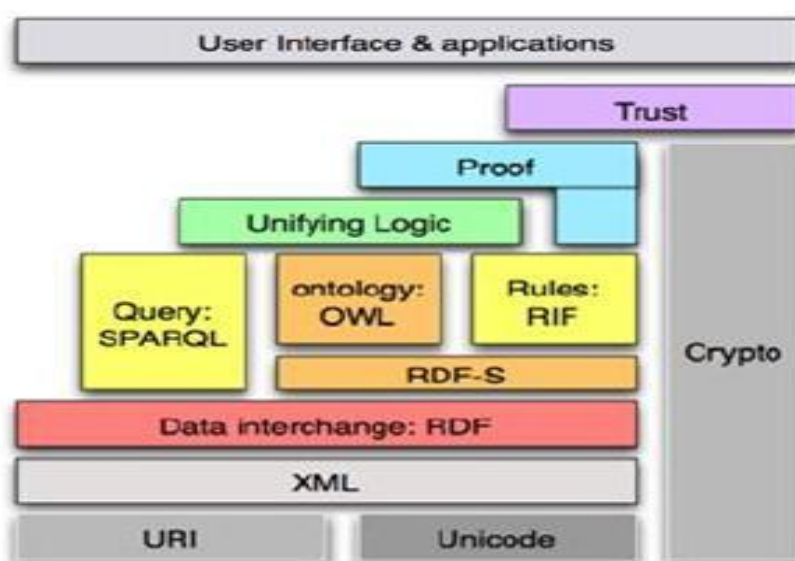 User Interface & applications
Trust
Proof
Unifying Logic
Query:
SPARQL
ontology:
OWL
Rules:
RIF
Crypto
RDF-S
Data interchange: RDF
XML
URI
Unicode